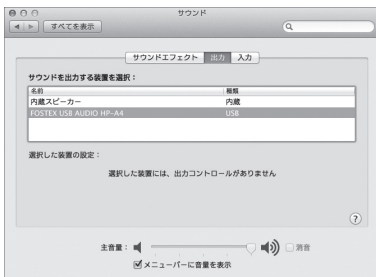 サウンド
すべてを表示
サウンドエフェクト 出力 入力
サウンドを出力する装置を選択：
名前 種類
内蔵スピーカー 内蔵
FOSTEX USB AUDIO HP-A4 USB
選択した装置の設定：
選択した装置には、出力コントロールがありません
?
主音量： 消音
メニューバーに音量を表示